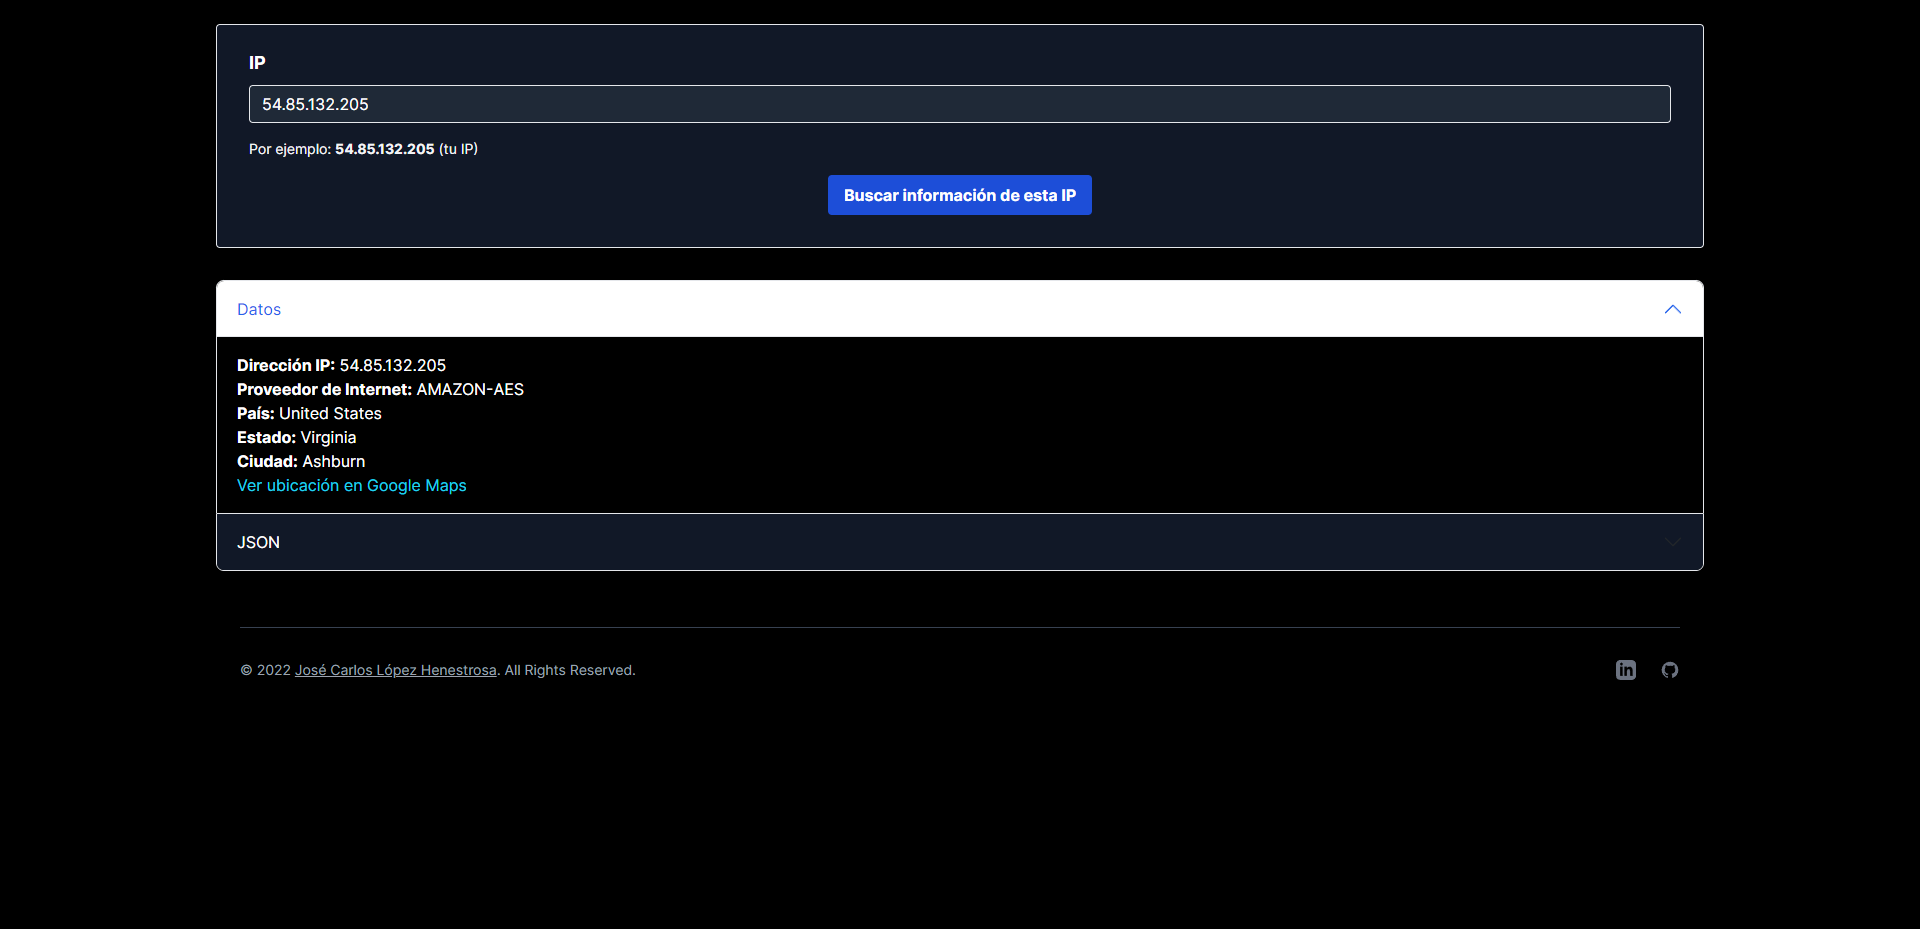 IP
54.85.132.205
Por ejemplo: 54.85.132.205 (tu IP)
Buscar información de esta IP
Datos
Dirección IP: 54.85.132.205
Proveedor de Internet: AMAZON-AES
País: United States
Estado: Virginia
Ciudad: Ashburn
Ver ubicación en Google Maps
JSON
© 2022 José Carlos López Henestrosa. All Rights Reserved.
in